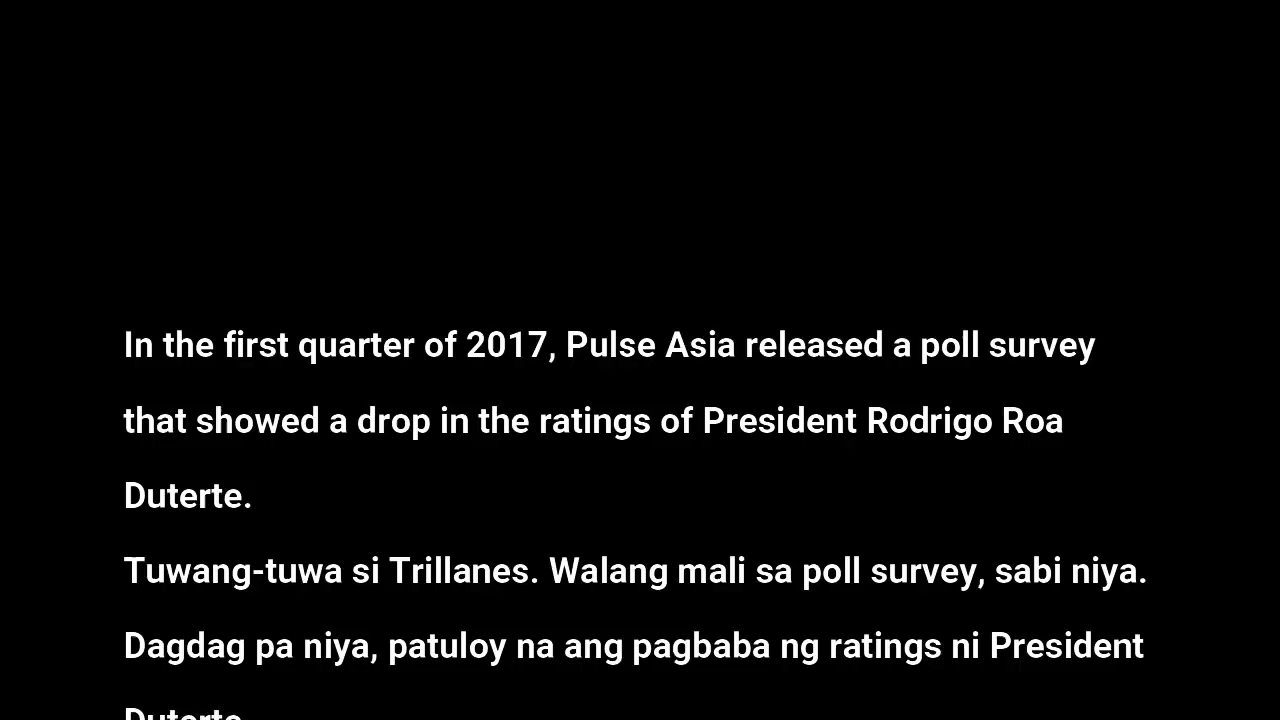 In the first quarter of 2017, Pulse Asia released a poll survey
that showed a drop in the ratings of President Rodrigo Roa
Duterte.
Tuwang-tuwa si Trillanes. Walang mali sa poll survey, sabi niya.
Dagdag pa niya, patuloy na ang pagbaba ng ratings ni President
Duterte